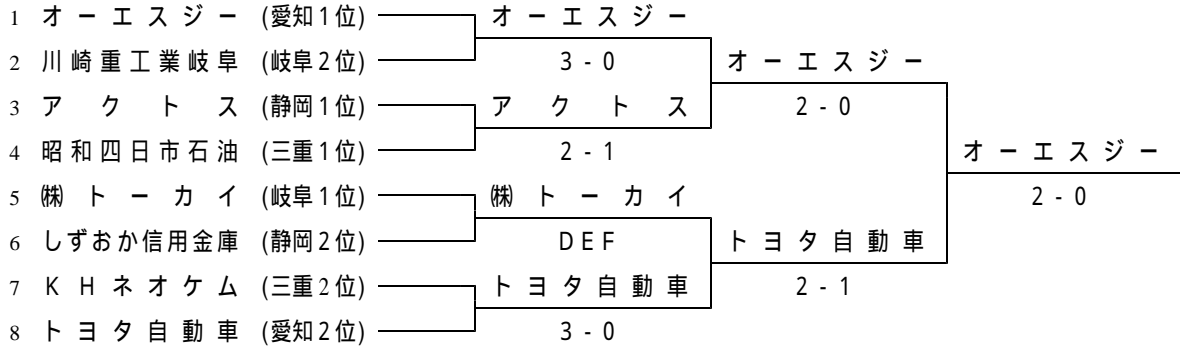 1 オーエスジー (愛知1位) オーエスジー
2 川崎重工業岐阜 (岐阜2位) 3-0 オーエスジー
3 アクトス (静岡1位) アクトス 2-0
4 昭和四日市石油 (三重1位) 2-1 オーエスジー
5 ㈱トーカイ (岐阜1位) ㈱トーカイ 2-0
6 しずおか信用金庫 (静岡2位) DEF トヨタ自動車
7 KHネオケム (三重2位) トヨタ自動車 2-1
8 トヨタ自動車 (愛知2位) 3-0